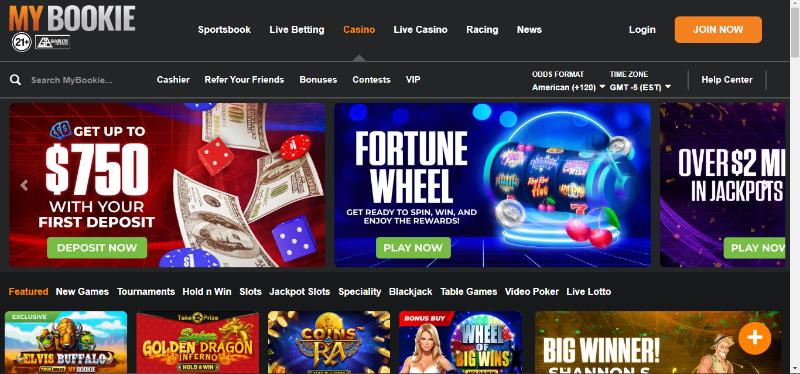 MYBOOKIE
21+
Sportsbook Live Betting Casino Live Casino Racing News
Login JOIN NOW
Search MyBookie...
Cashier Refer Your Friends Bonuses Contests VIP
ODDS FORMAT TIME ZONE
American (+120) GMT -5 (EST)
Help Center
GET UP TO
$750
WITH YOUR
FIRST DEPOSIT
DEPOSIT NOW
FORTUNE
WHEEL
GET READY TO SPIN, WIN, AND
ENJOY THE REWARDS!
PLAY NOW
OVER $2 MI
IN JACKPOTS
PLAY NOW
Featured New Games Tournaments Hold n Win Slots Jackpot Slots Speciality Blackjack Table Games Video Poker Live Lotto
EXCLUSIVE
ELVIS BUFFALO
MY BOOKIE
Take Prize
Super
GOLDEN DRAGON
INFERNO
HOLD & WIN
COINS
OF
RA
HOLD & WIN
BONUS BUY
WHEEL
OF
BIG WINS
BIG WINNER!
SHANNON S